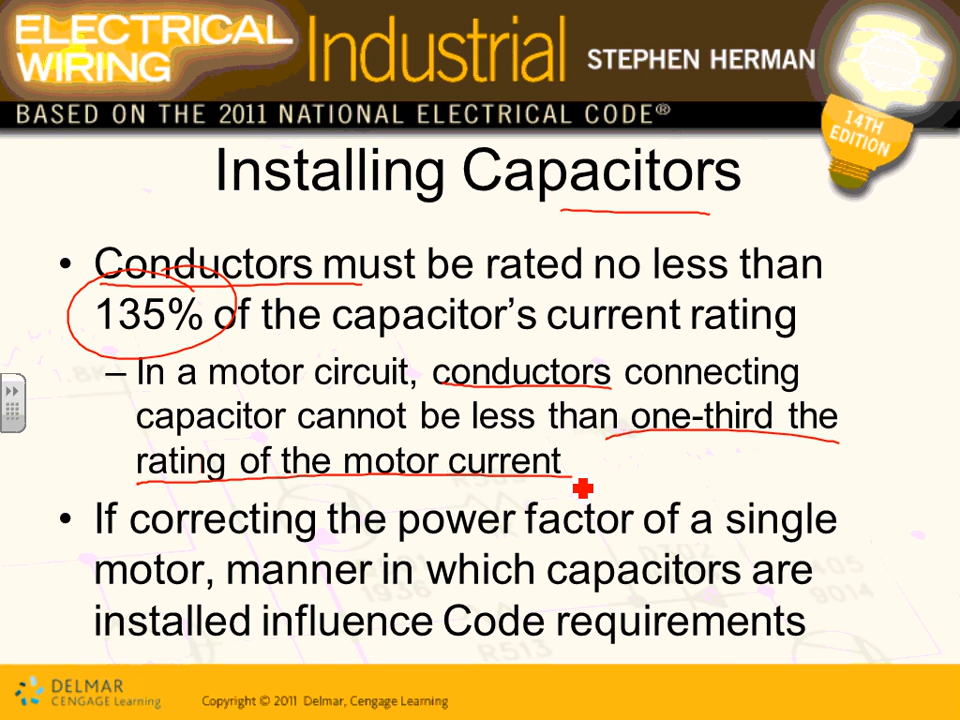 ELECTRICAL
WIRING
Industrial
STEPHEN HERMAN
BASED ON THE 2011 NATIONAL ELECTRICAL CODE®
14TH
EDITION
Installing Capacitors
• Conductors must be rated no less than
135% of the capacitor's current rating
– In a motor circuit, conductors connecting
capacitor cannot be less than one-third the
rating of the motor current
• If correcting the power factor of a single
motor, manner in which capacitors are
installed influence Code requirements
1936
9014
R513
DELMAR
CENGAGE Learning
Copyright © 2011 Delmar, Cengage Learning